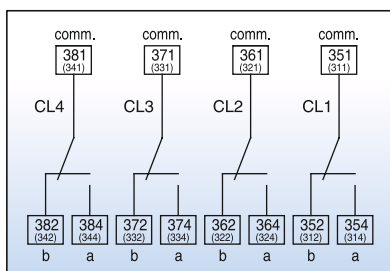 comm. comm. comm. comm.
381 371 361 351
(341) (331) (321) (311)
CL4 CL3 CL2 CL1
382 384 372 374 362 364 352 354
(342) (344) (332) (334) (322) (324) (312) (314)
b a b a b a b a